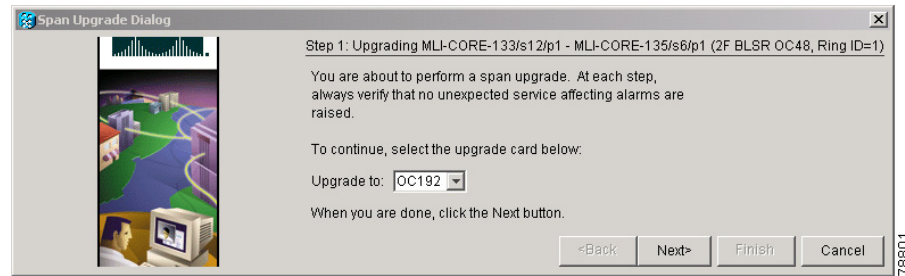 Span Upgrade Dialog
Step 1: Upgrading MLI-CORE-133/s12/p1 - MLI-CORE-135/s6/p1 (2F BLSR OC48, Ring ID=1)
You are about to perform a span upgrade. At each step,
always verify that no unexpected service affecting alarms are
raised.
To continue, select the upgrade card below:
Upgrade to: OC192
When you are done, click the Next button.
<Back Next> Finish Cancel
78801